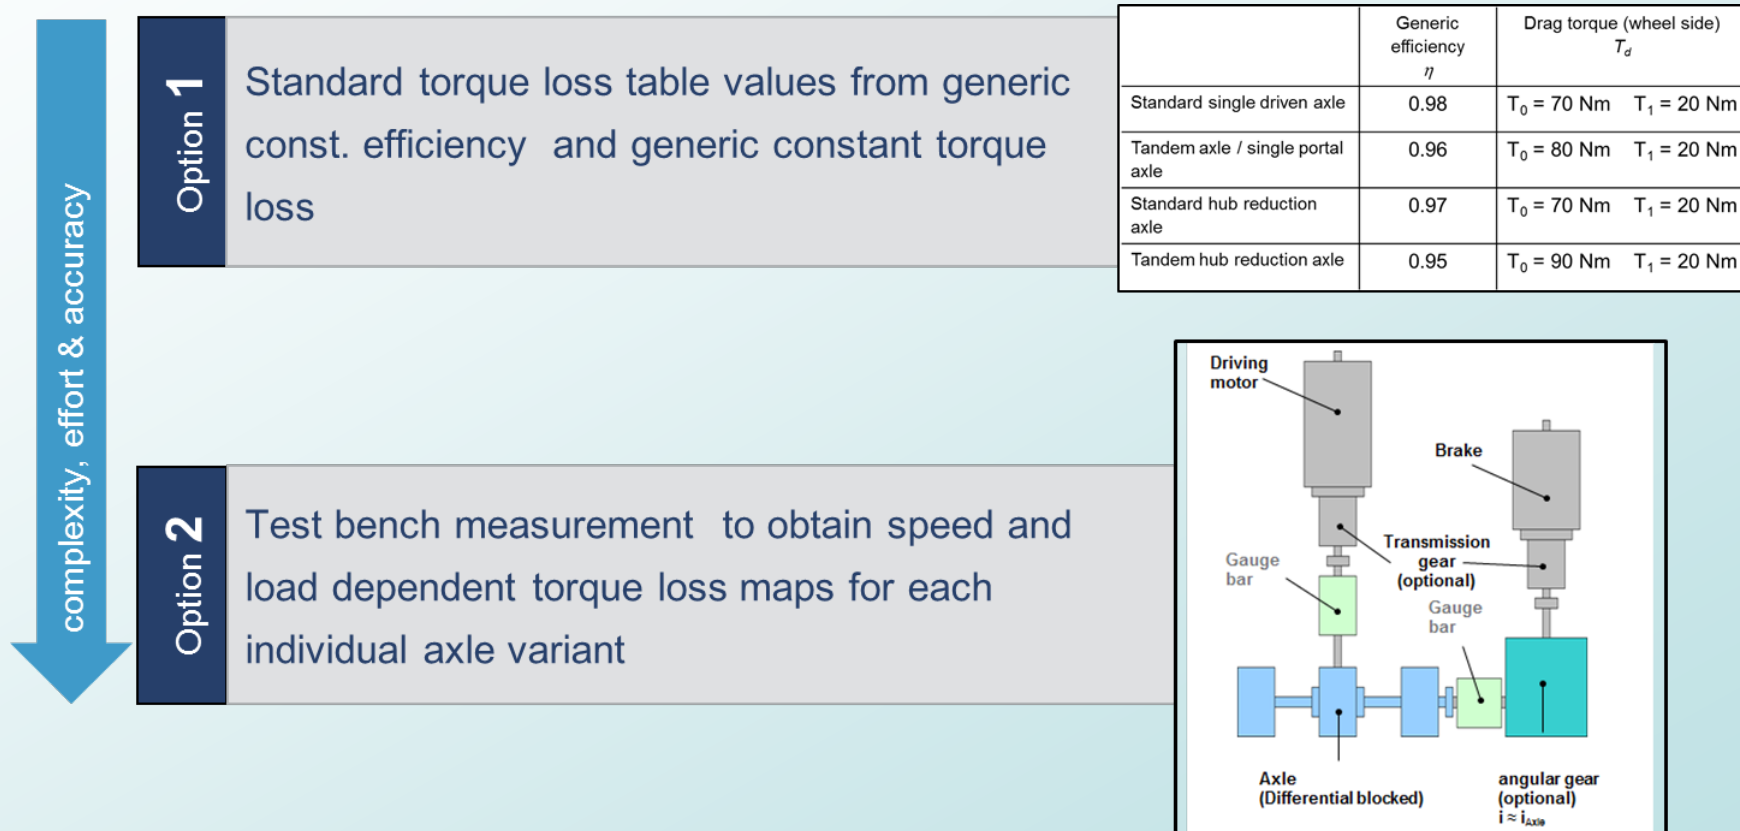 complexity, effort & accuracy
Option 1
Standard torque loss table values from generic
const. efficiency and generic constant torque
loss
Generic
efficiency
η
Drag torque (wheel side)
Td
Standard single driven axle 0.98 T0 = 70 Nm T1 = 20 Nm
Tandem axle / single portal
axle 0.96 T0 = 80 Nm T1 = 20 Nm
Standard hub reduction
axle 0.97 T0 = 70 Nm T1 = 20 Nm
Tandem hub reduction axle 0.95 T0 = 90 Nm T1 = 20 Nm
Option 2
Test bench measurement to obtain speed and
load dependent torque loss maps for each
individual axle variant
Driving
motor
Brake
Transmission
gear
(optional)
Gauge
bar
Gauge
bar
Axle
(Differential blocked)
angular gear
(optional)
i ≈ iAxle